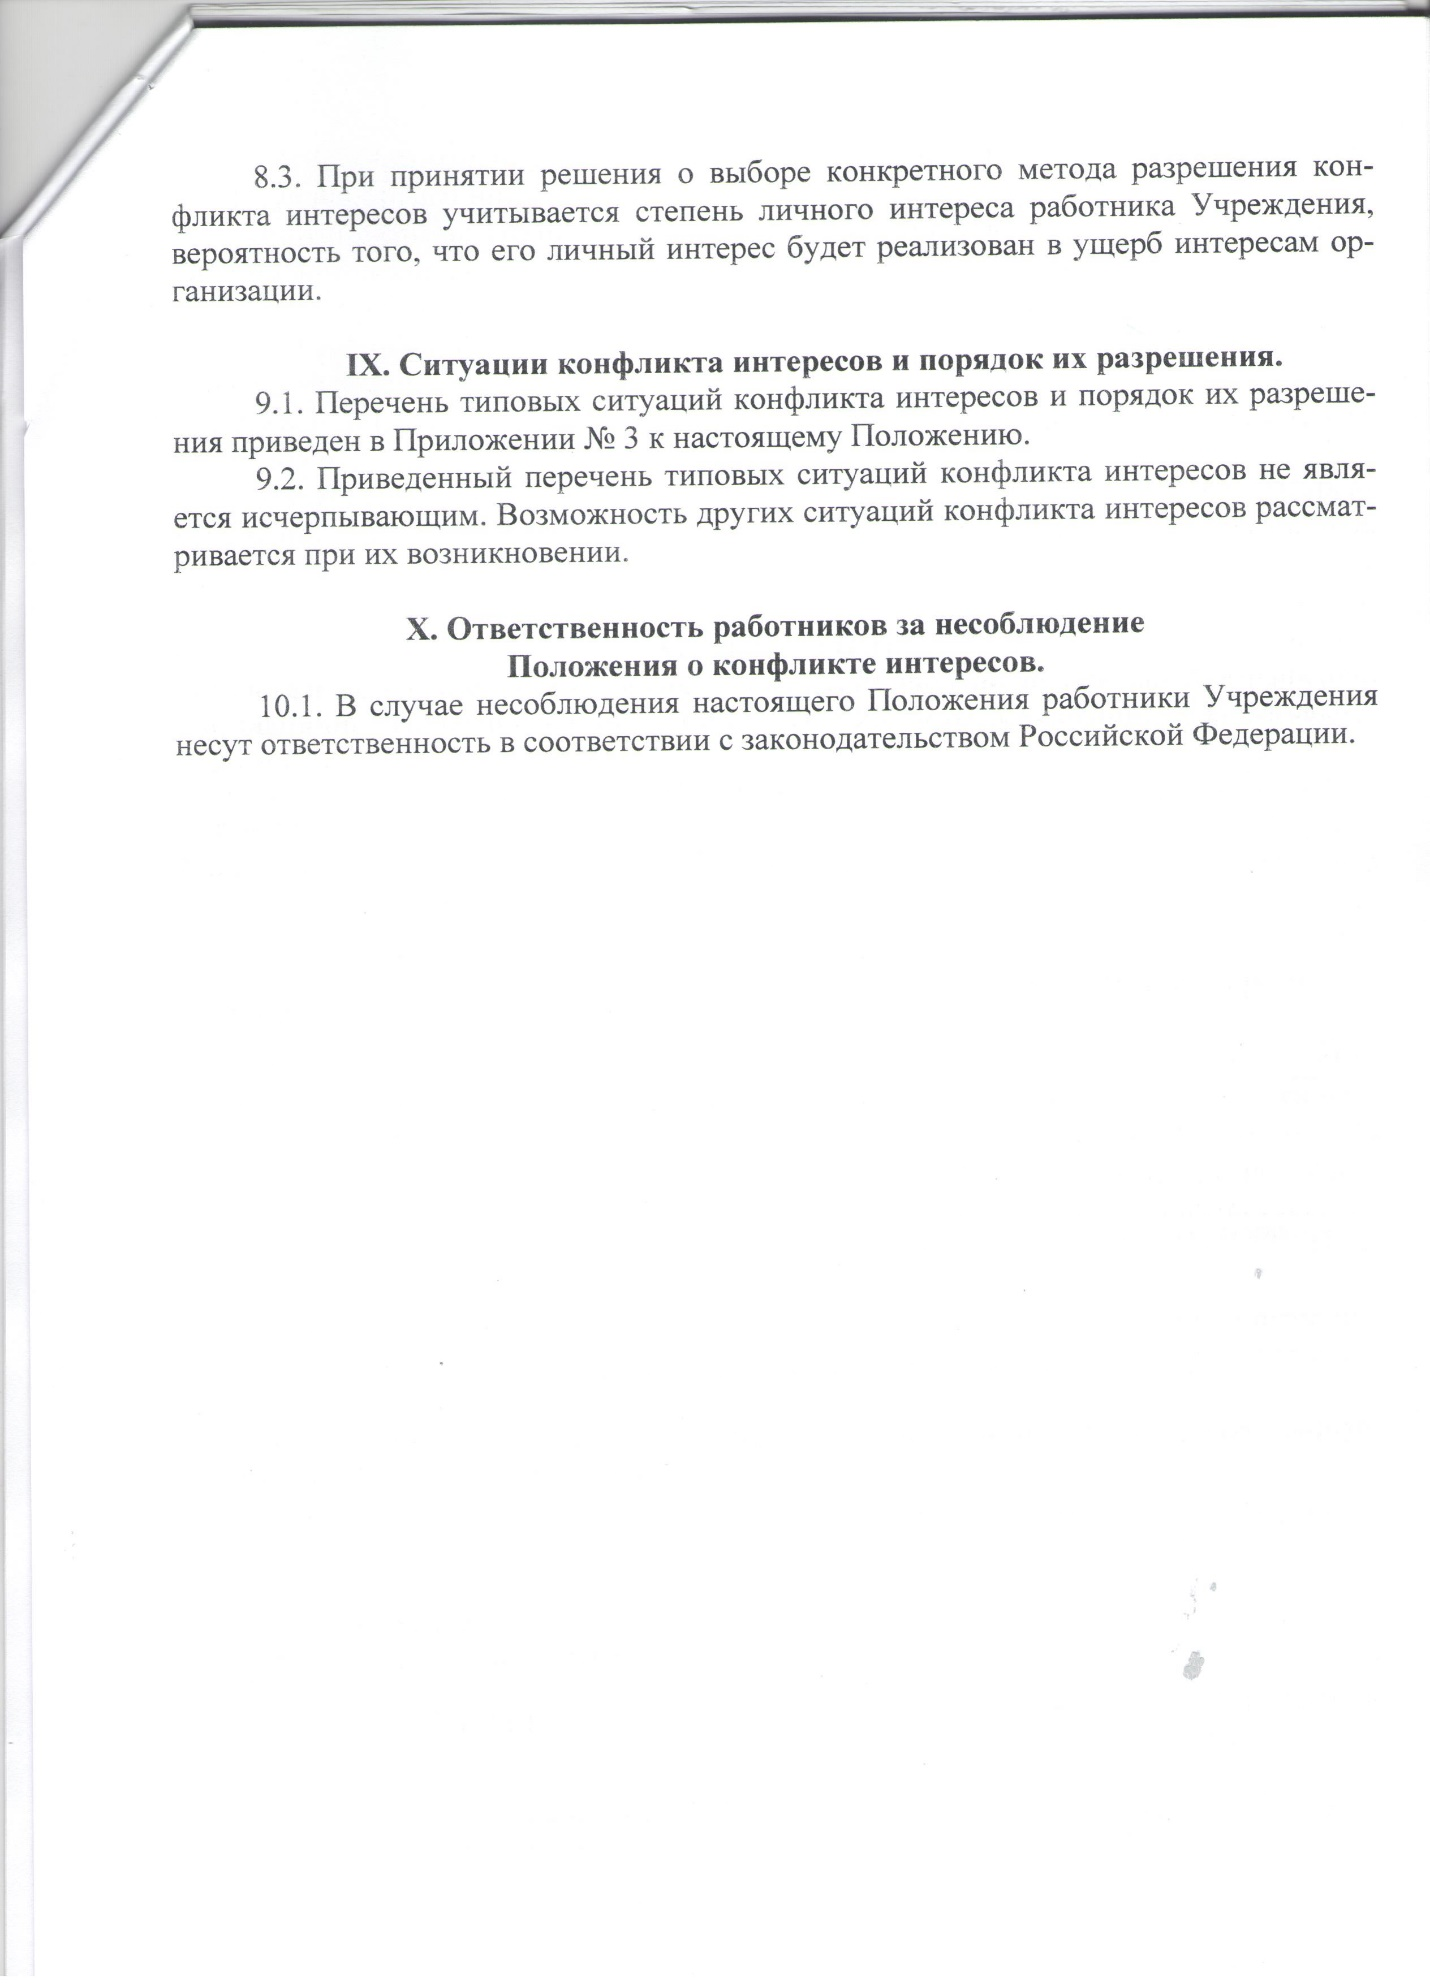 8.3. При принятии решения о выборе конкретного метода разрешения кон-
фликта интересов учитывается степень личного интереса работника Учреждения,
вероятность того, что его личный интерес будет реализован в ущерб интересам ор-
ганизации.
IX. Ситуации конфликта интересов и порядок их разрешения.
9.1. Перечень типовых ситуаций конфликта интересов и порядок их разреше-
ния приведен в Приложении № 3 к настоящему Положению.
9.2. Приведенный перечень типовых ситуаций конфликта интересов не явля-
ется исчерпывающим. Возможность других ситуаций конфликта интересов рассмат-
ривается при их возникновении.
X. Ответственность работников за несоблюдение
Положения о конфликте интересов.
10.1. В случае несоблюдения настоящего Положения работники Учреждения
несут ответственность в соответствии с законодательством Российской Федерации.